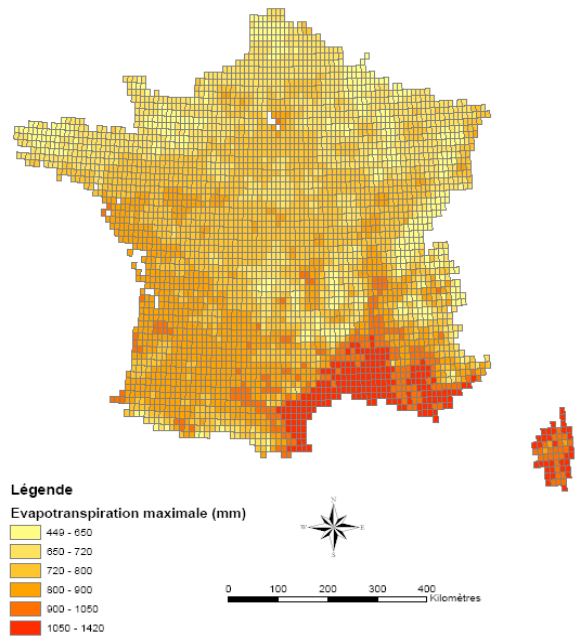 Légende
Evapotranspiration maximale (mm)
449 - 650
650 - 720
720 - 800
800 - 900
900 - 1050
1050 - 1420
N
W E
S
0 100 200 300 400
Kilomètres